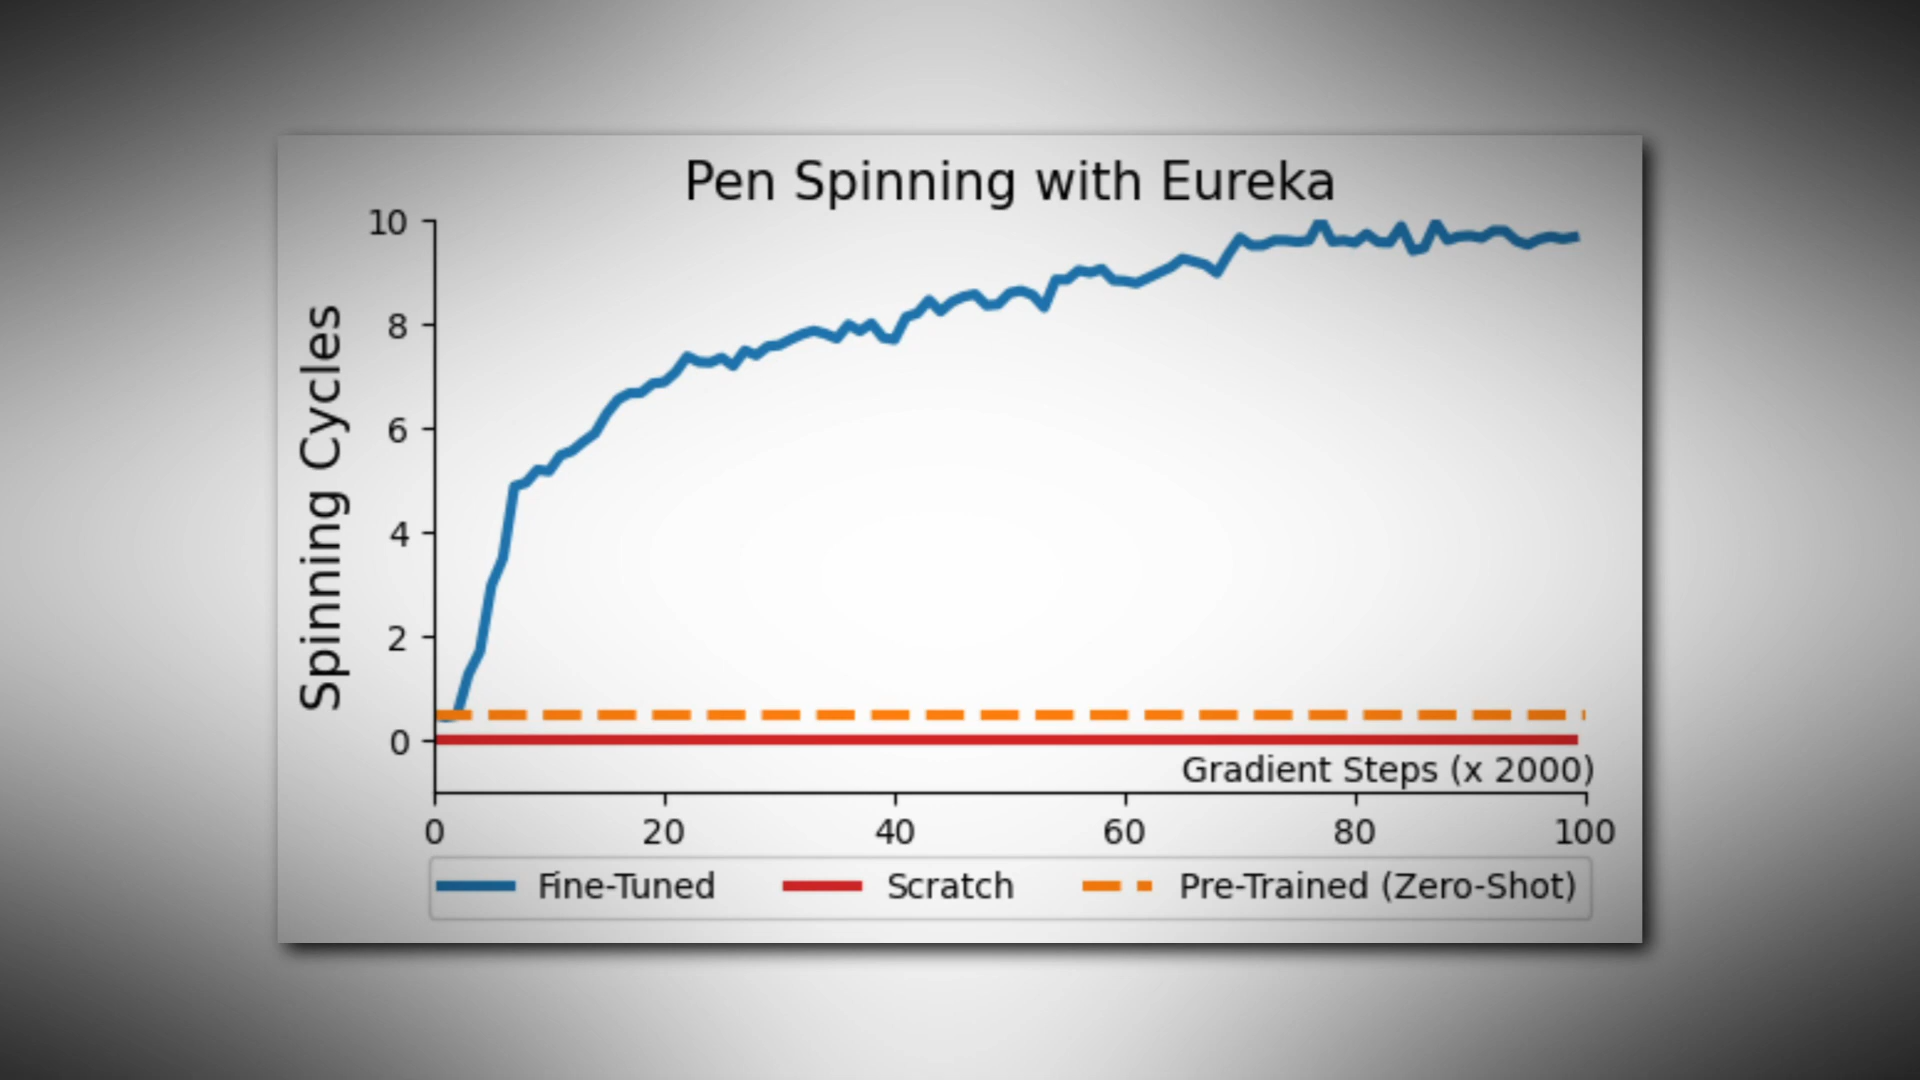 Pen Spinning with Eureka
Spinning Cycles
10
8
6
4
2
0
Gradient Steps (x 2000)
0 20 40 60 80 100
Fine-Tuned Scratch Pre-Trained (Zero-Shot)